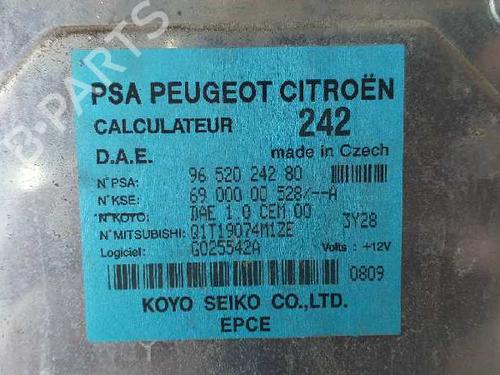 PSA PEUGEOT CITROËN
CALCULATEUR 242
D.A.E. made in Czech
N°PSA: 96 520 242 80
N°KSE: 69 000 00 528/--A
N°KOYO: DAE 1.0 CEM 00 3Y28
N°MITSUBISHI: Q1T19074M1ZE
Logiciel: G025542A Volts : +12V
0809
KOYO SEIKO CO.,LTD.
EPCE
B-PARTS